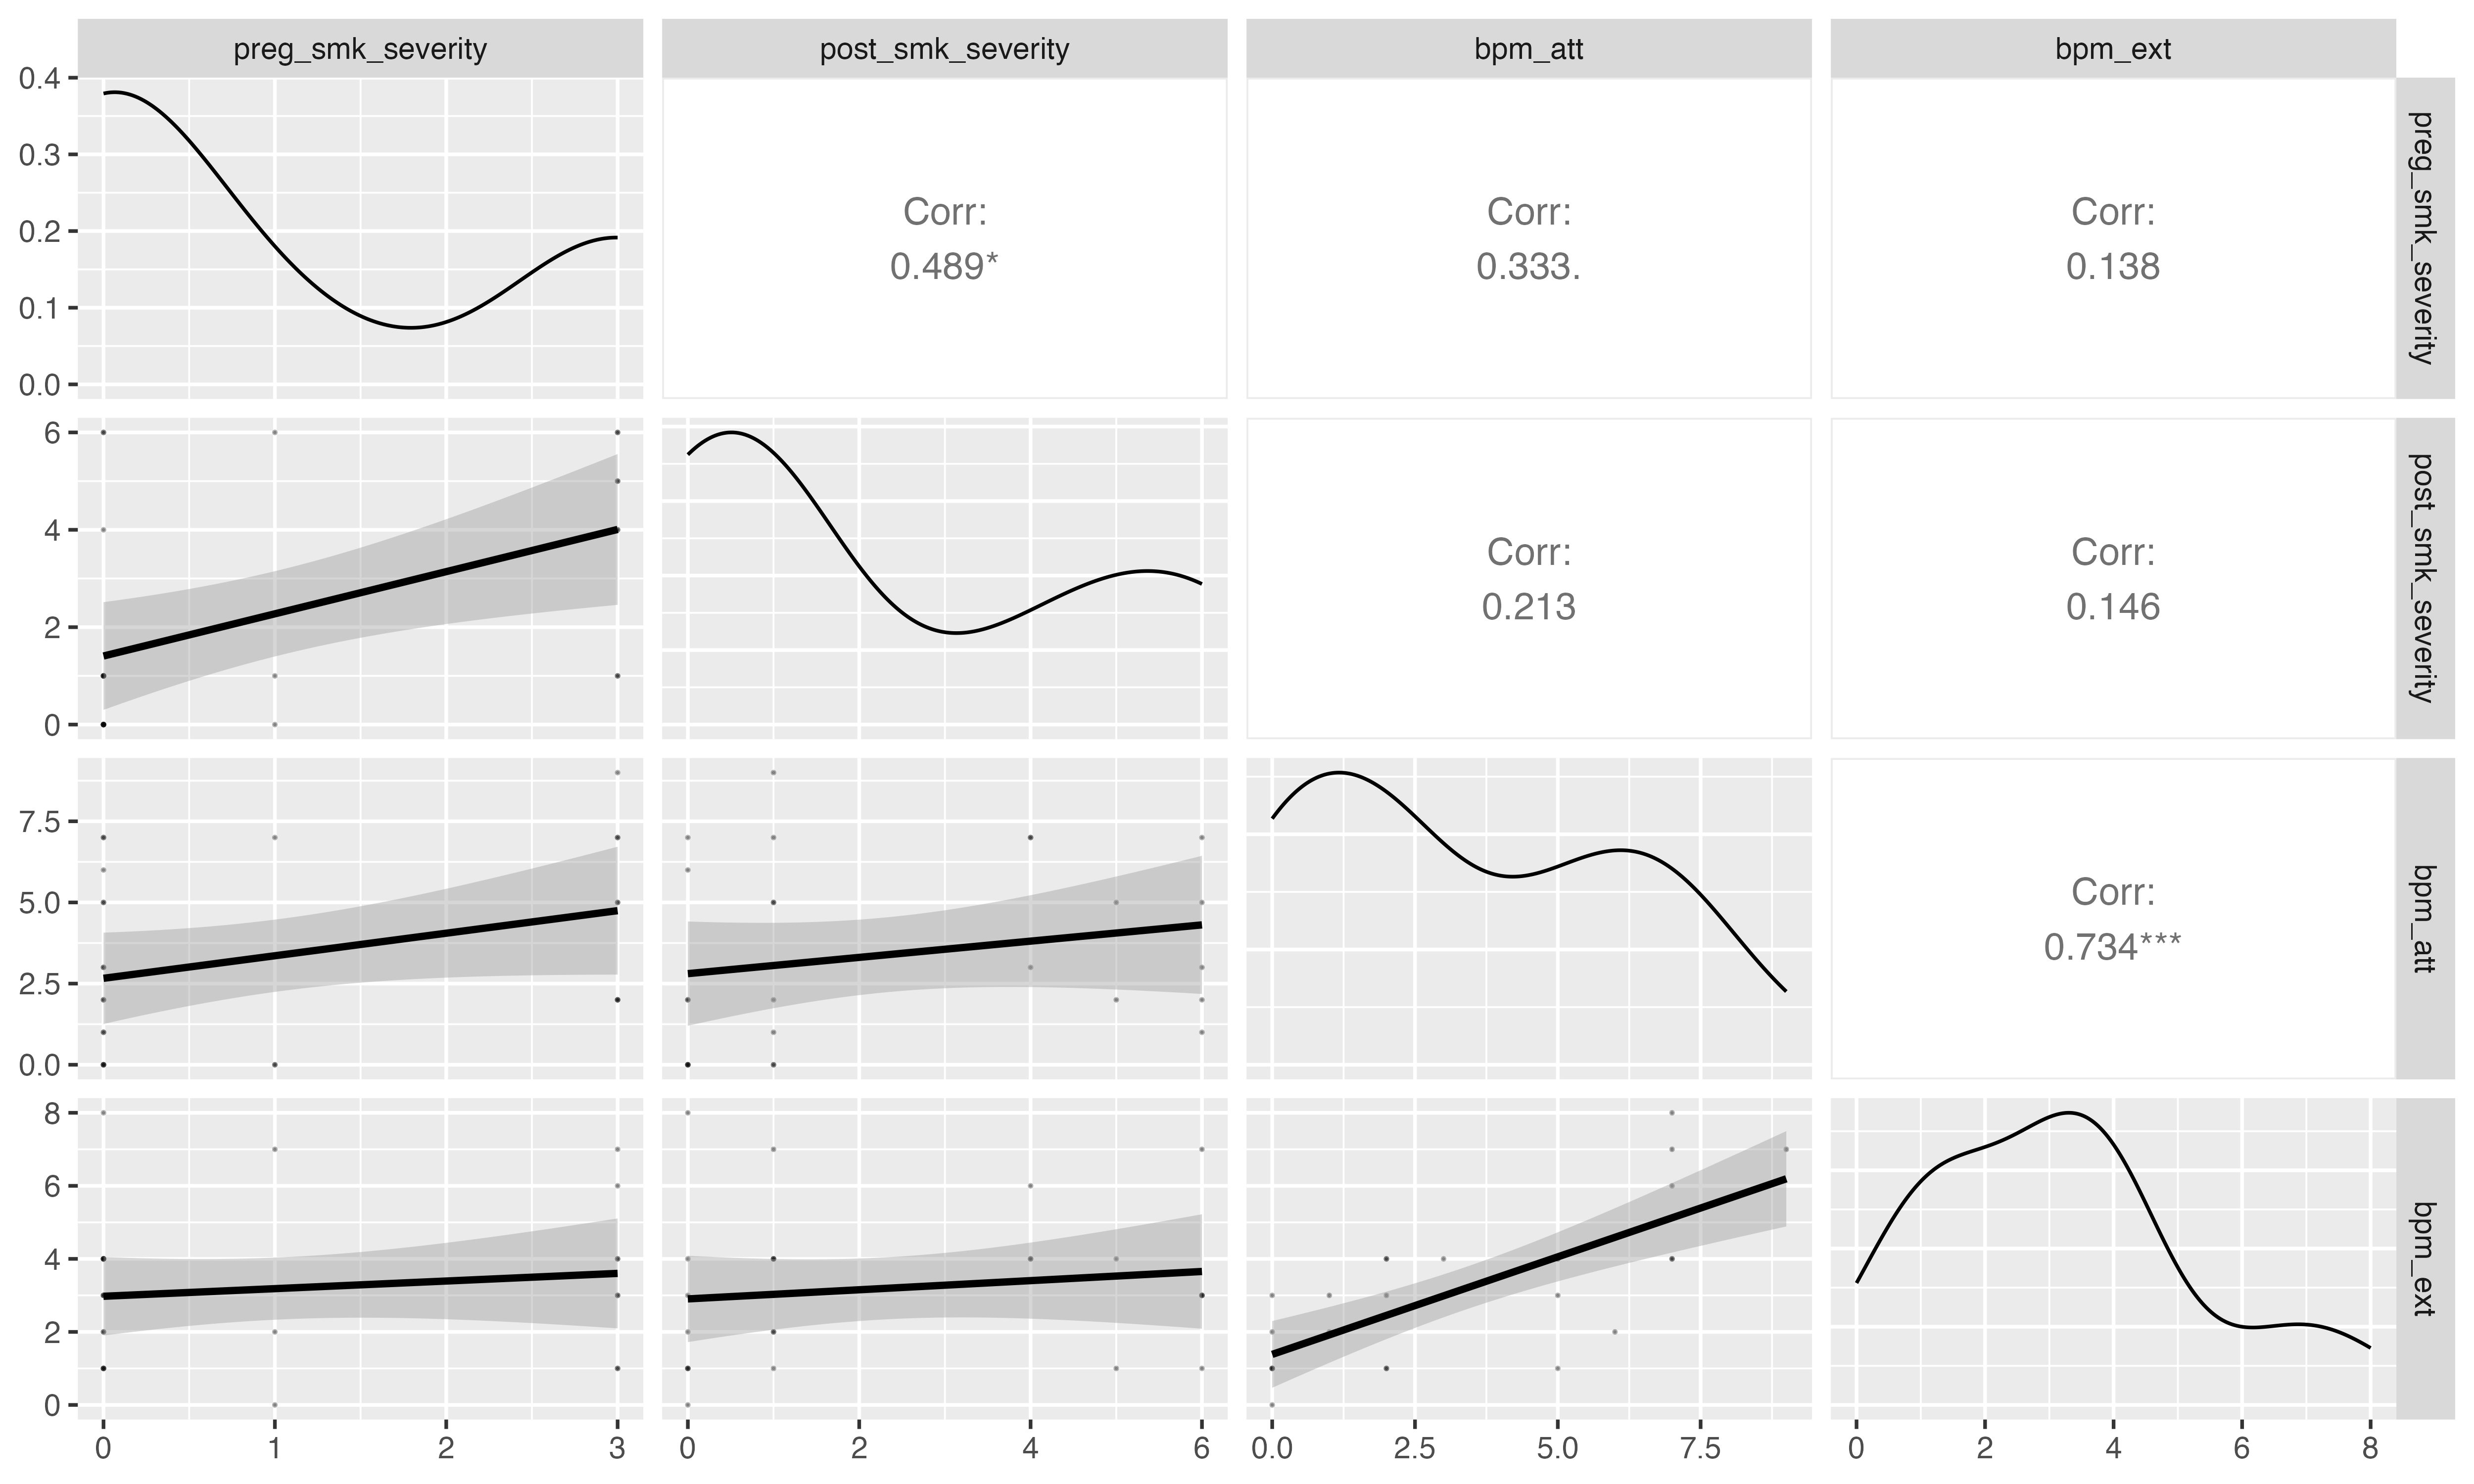 preg_smk_severity
post_smk_severity
bpm_att
bpm_ext
0.4
0.3
0.2
0.1
0.0
Corr:
0.489*
Corr:
0.333.
Corr:
0.138
preg_smk_severity
6
4
2
0
Corr:
0.213
Corr:
0.146
post_smk_severity
7.5
5.0
2.5
0.0
Corr:
0.734***
bpm_att
8
6
4
2
0
bpm_ext
0 1 2 3
0 2 4 6
0.0 2.5 5.0 7.5
0 2 4 6 8